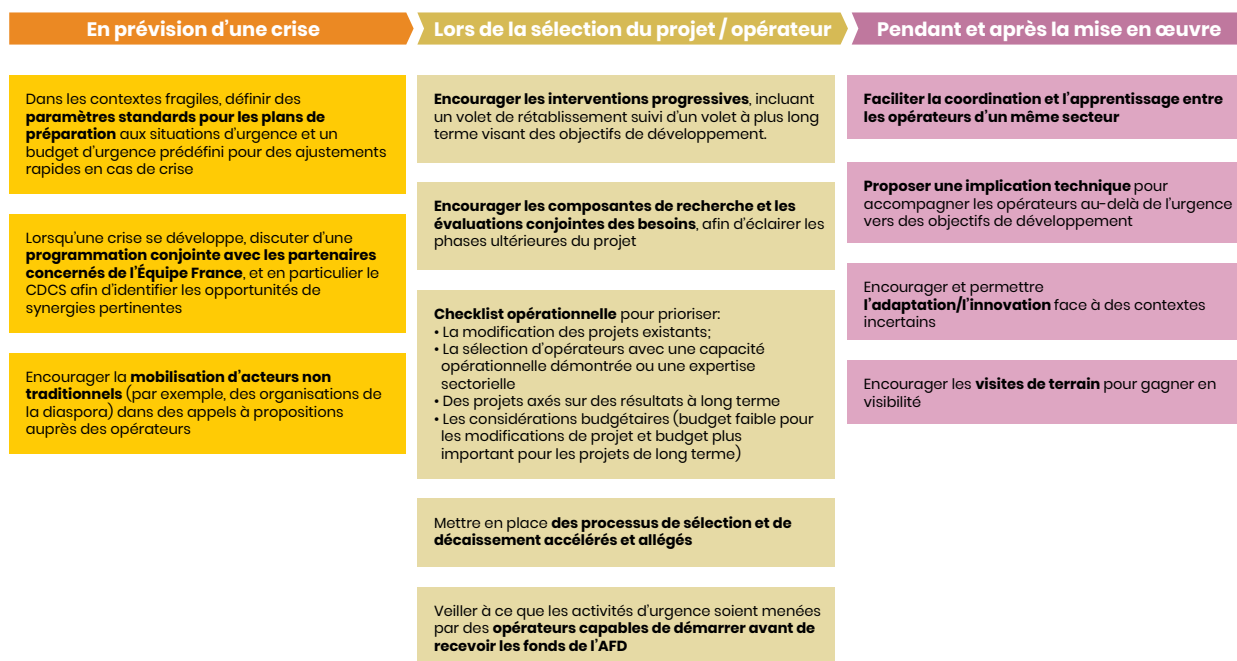 En prévision d'une crise
Lors de la sélection du projet / opérateur
Pendant et après la mise en œuvre
Dans les contextes fragiles, définir des
paramètres standards pour les plans de
préparation aux situations d'urgence et un
budget d'urgence prédéfini pour des ajustements
rapides en cas de crise
Lorsqu'une crise se développe, discuter d'une
programmation conjointe avec les partenaires
concernés de l'Équipe France, et en particulier le
CDCS afin d'identifier les opportunités de
synergies pertinentes
Encourager la mobilisation d'acteurs non
traditionnels (par exemple, des organisations de
la diaspora) dans des appels à propositions
auprès des opérateurs
Encourager les interventions progressives, incluant
un volet de rétablissement suivi d'un volet à plus long
terme visant des objectifs de développement.
Encourager les composantes de recherche et les
évaluations conjointes des besoins, afin d'éclairer les
phases ultérieures du projet
Checklist opérationnelle pour prioriser:
• La modification des projets existants;
• La sélection d'opérateurs avec une capacité
opérationnelle démontrée ou une expertise
sectorielle
• Des projets axés sur des résultats à long terme
• Les considérations budgétaires (budget faible pour
les modifications de projet et budget plus
important pour les projets de long terme)
Mettre en place des processus de sélection et de
décaissement accélérés et allégés
Veiller à ce que les activités d'urgence soient menées
par des opérateurs capables de démarrer avant de
recevoir les fonds de l'AFD
Faciliter la coordination et l'apprentissage entre
les opérateurs d'un même secteur
Proposer une implication technique pour
accompagner les opérateurs au-delà de l'urgence
vers des objectifs de développement
Encourager et permettre
l'adaptation/l'innovation face à des contextes
incertains
Encourager les visites de terrain pour gagner en
visibilité